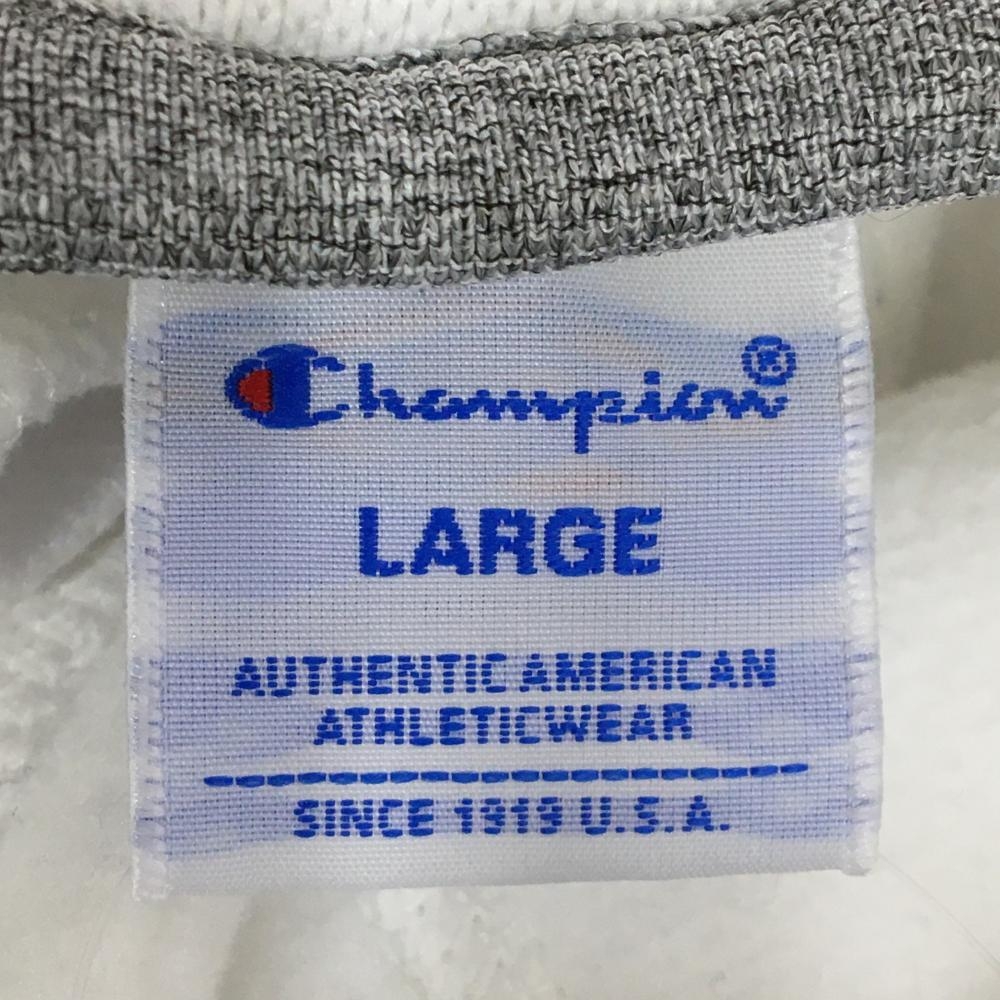 Champion®
LARGE
AUTHENTIC AMERICAN
ATHLETICWEAR
SINCE 1919 U.S.A.